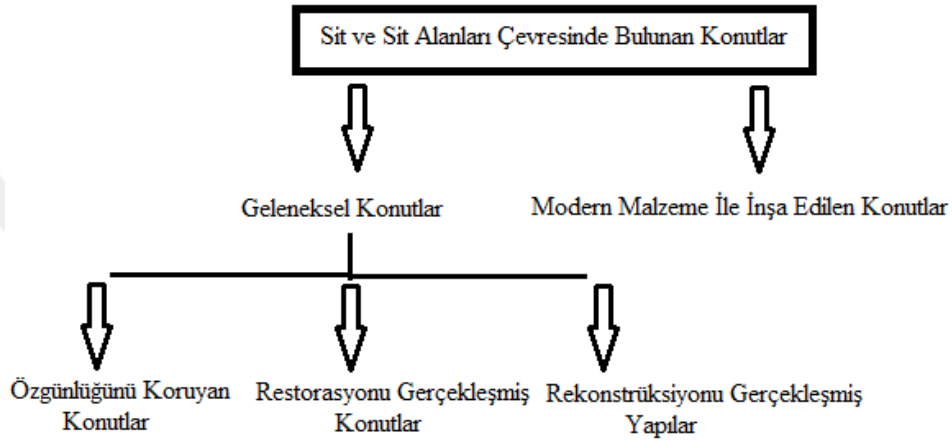 Sit ve Sit Alanları Çevresinde Bulunan Konutlar
Geleneksel Konutlar
Modern Malzeme İle İnşa Edilen Konutlar
Özgünlüğünü Koruyan
Konutlar
Restorasyonu Gerçekleşmiş
Konutlar
Rekonstrüksiyonu Gerçekleşmiş
Yapılar